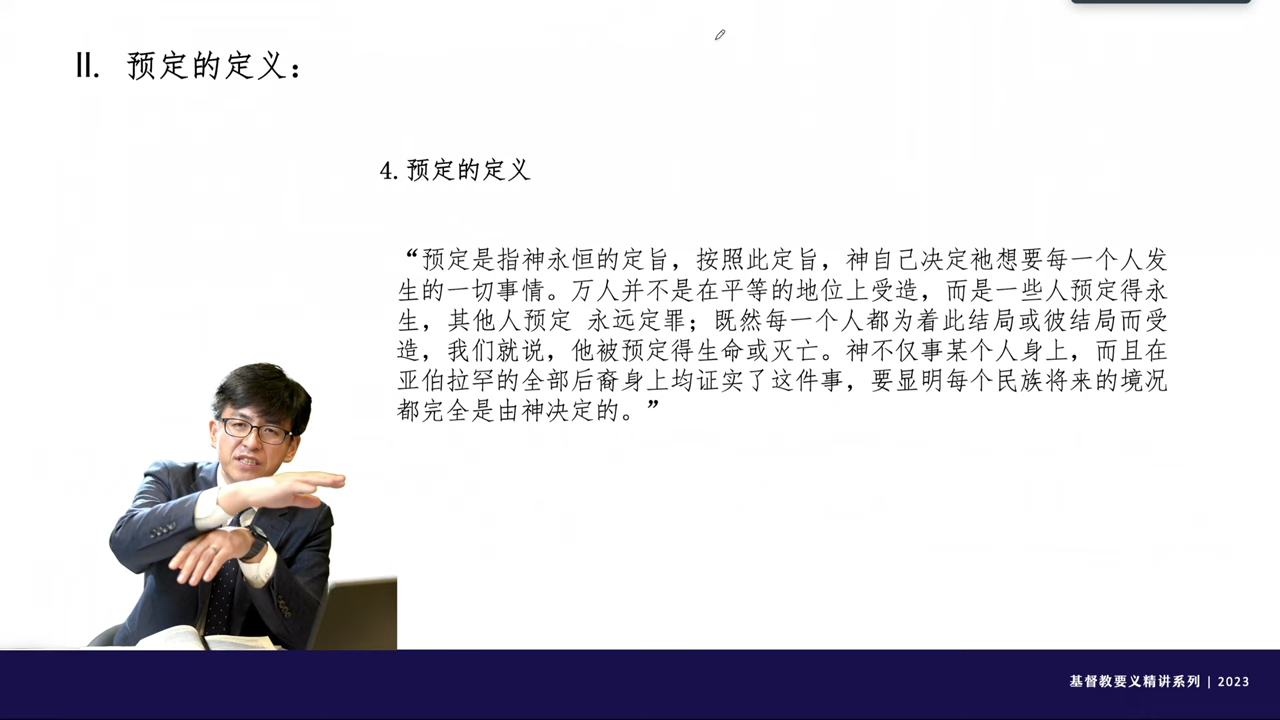 II. 预定的定义：
4. 预定的定义
“预定是指神永恒的定旨，按照此定旨，神自己决定祂想要每一个人发
生的一切事情。万人并不是在平等的地位上受造，而是一些人预定得永
生，其他人预定 永远定罪；既然每一个人都为着此结局或彼结局而受
造，我们就说，他被预定得生命或灭亡。神不仅事某个人身上，而且在
亚伯拉罕的全部后裔身上均证实了这件事，要显明每个民族将来的境况
都完全是由神决定的。”
基督教要义精讲系列 | 2023